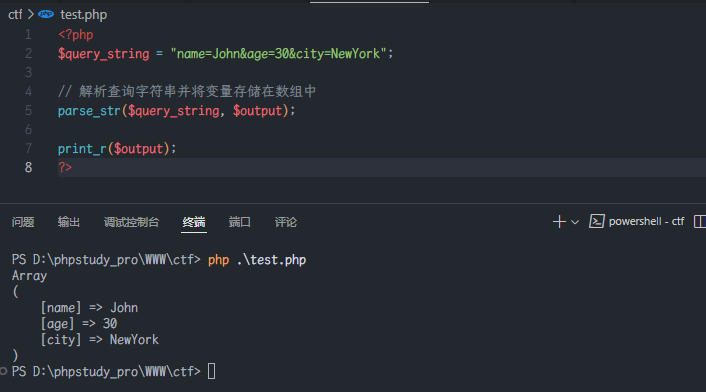 ctf > php test.php
1 <?php
2 $query_string = "name=John&age=30&city=NewYork";
3
4 // 解析查询字符串并将变量存储在数组中
5 parse_str($query_string, $output);
6
7 print_r($output);
8 ?>
问题 输出 调试控制台 终端 端口 评论 powershell - ctf
PS D:\phpstudy_pro\WWW\ctf> php .\test.php
Array
(
    [name] => John
    [age] => 30
    [city] => NewYork
)
PS D:\phpstudy_pro\WWW\ctf>